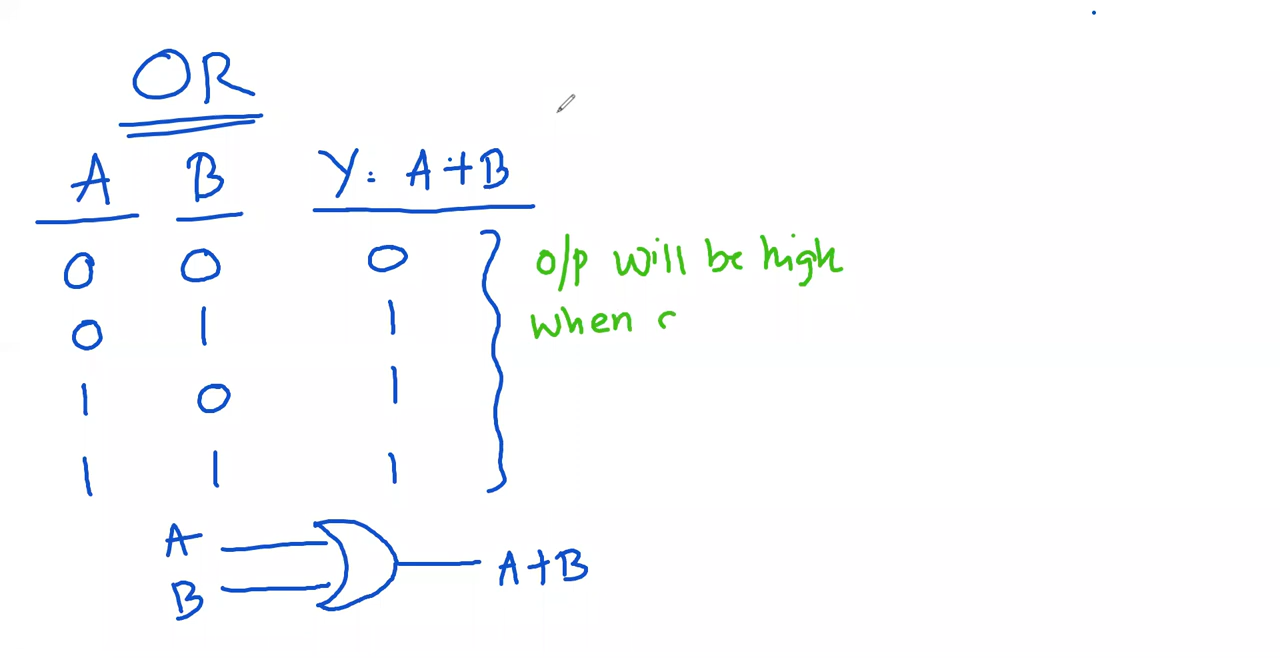 OR
A B Y: A+B
0 0 0 o/p will be high
0 1 1 when c
1 0 1
1 1 1
A
B
A+B